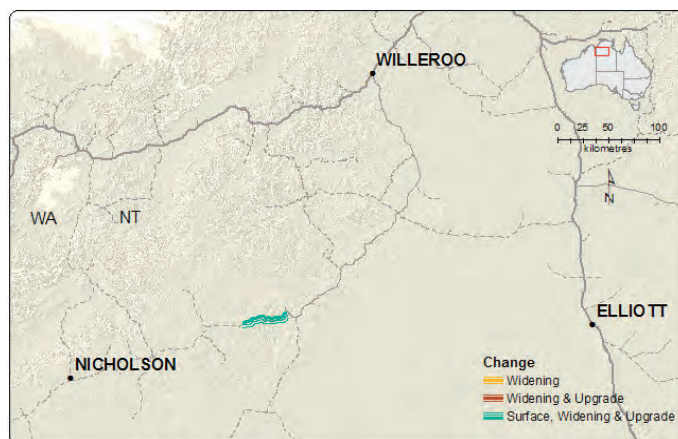 WILLEROO
0 25 50 100
kilometres
N
WA NT
ELLIOTT
NICHOLSON
Change
Widening
Widening & Upgrade
Surface, Widening & Upgrade